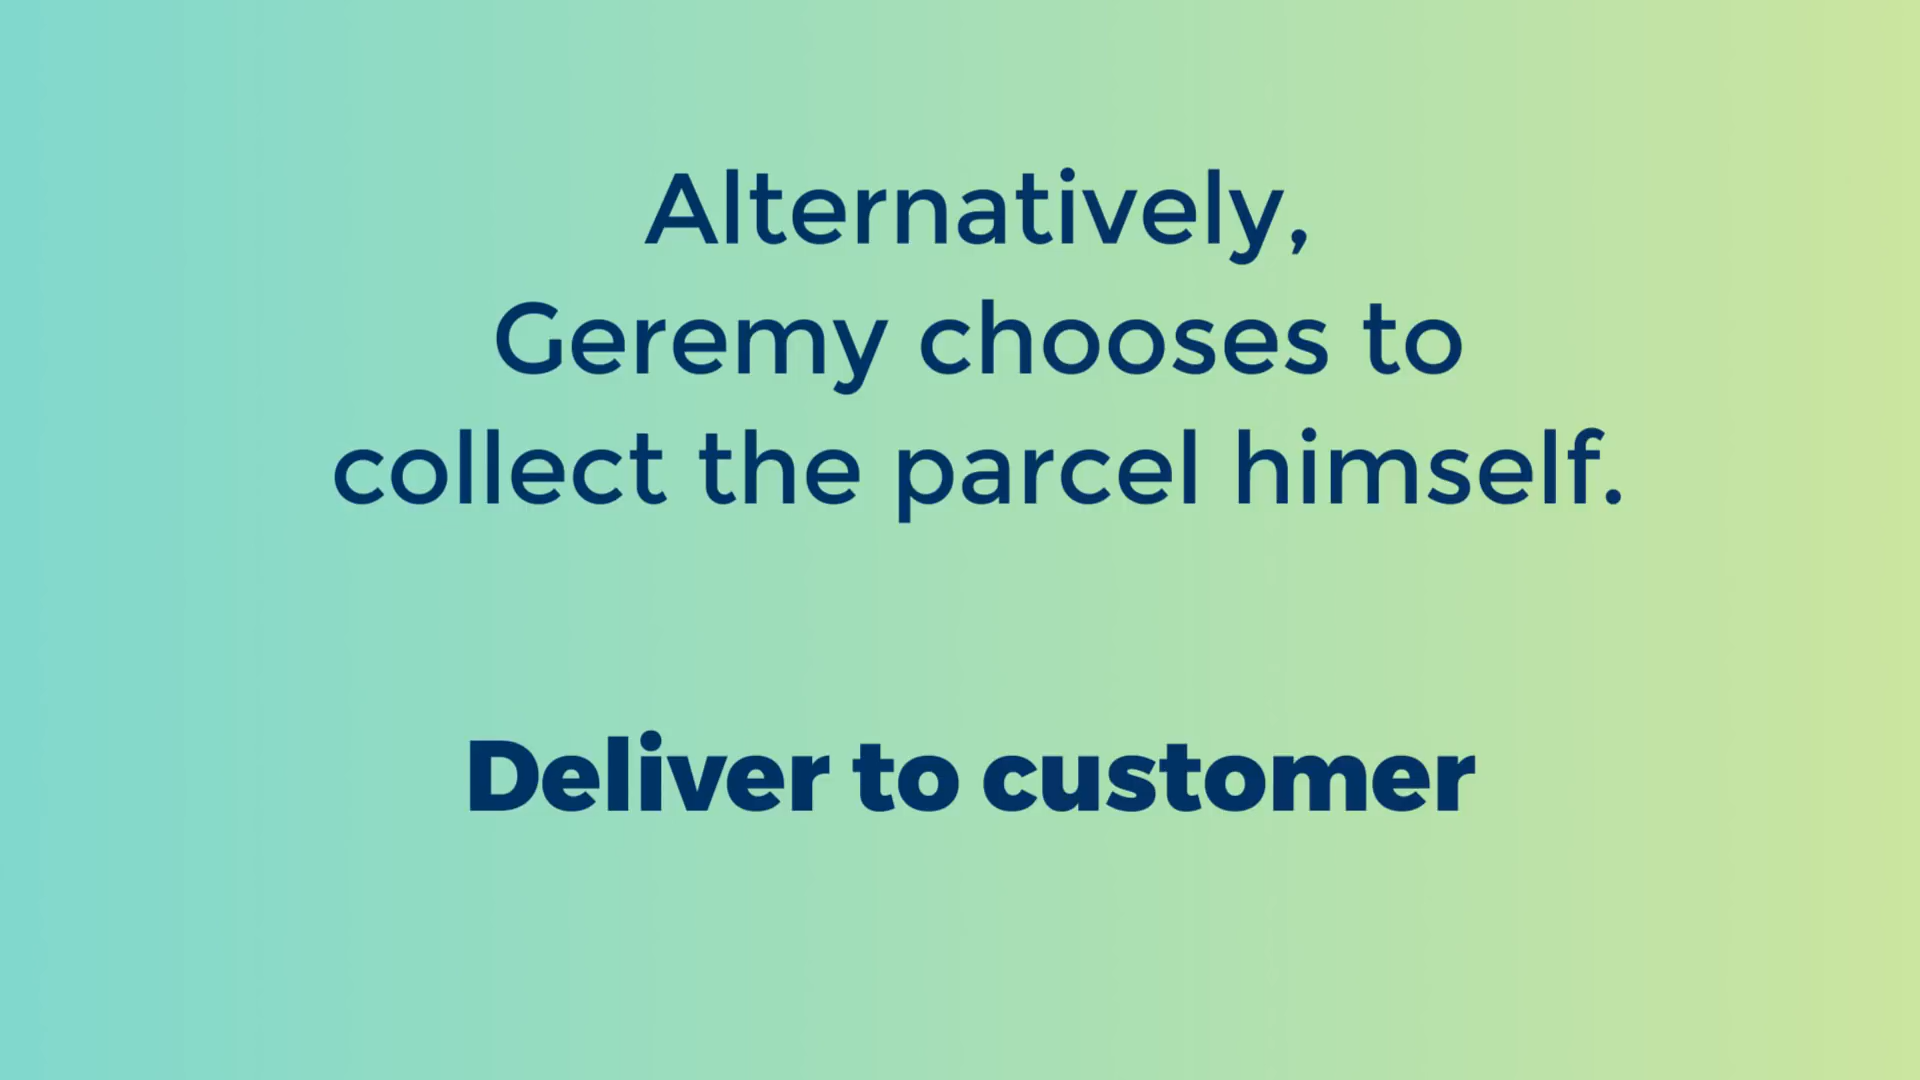 Alternatively,
Geremy chooses to
collect the parcel himself.
Deliver to customer